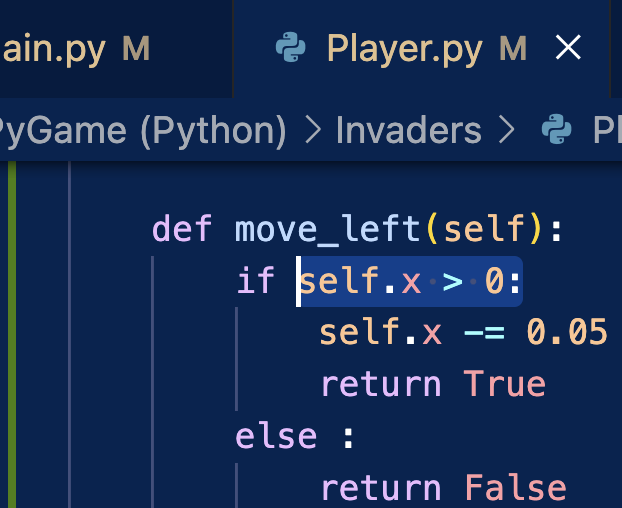 ain.py M Player.py M ×
PyGame (Python) > Invaders > Pl
def move_left(self):
if self.x > 0:
self.x -= 0.05
return True
else :
return False